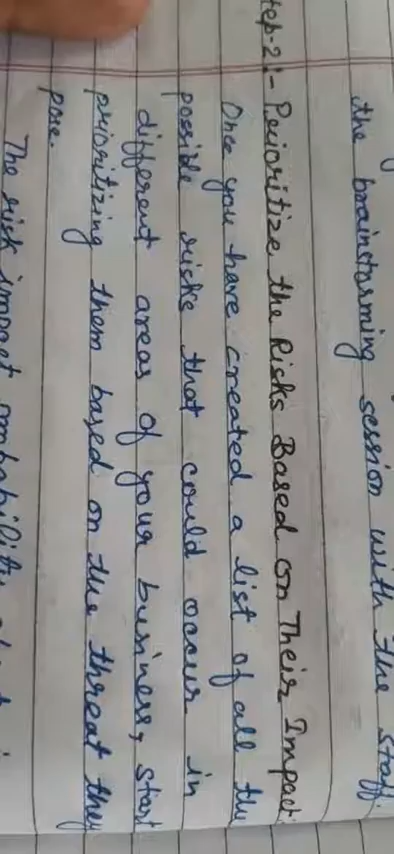 the brainstorming session with the staff
tep-2:- Perioritize the Risks Based on Their Impact
Once you have created a list of all the
possible risks that could occur in
different areas of your business, start
prioritizing them based on the threat they
pose.
The risk impact